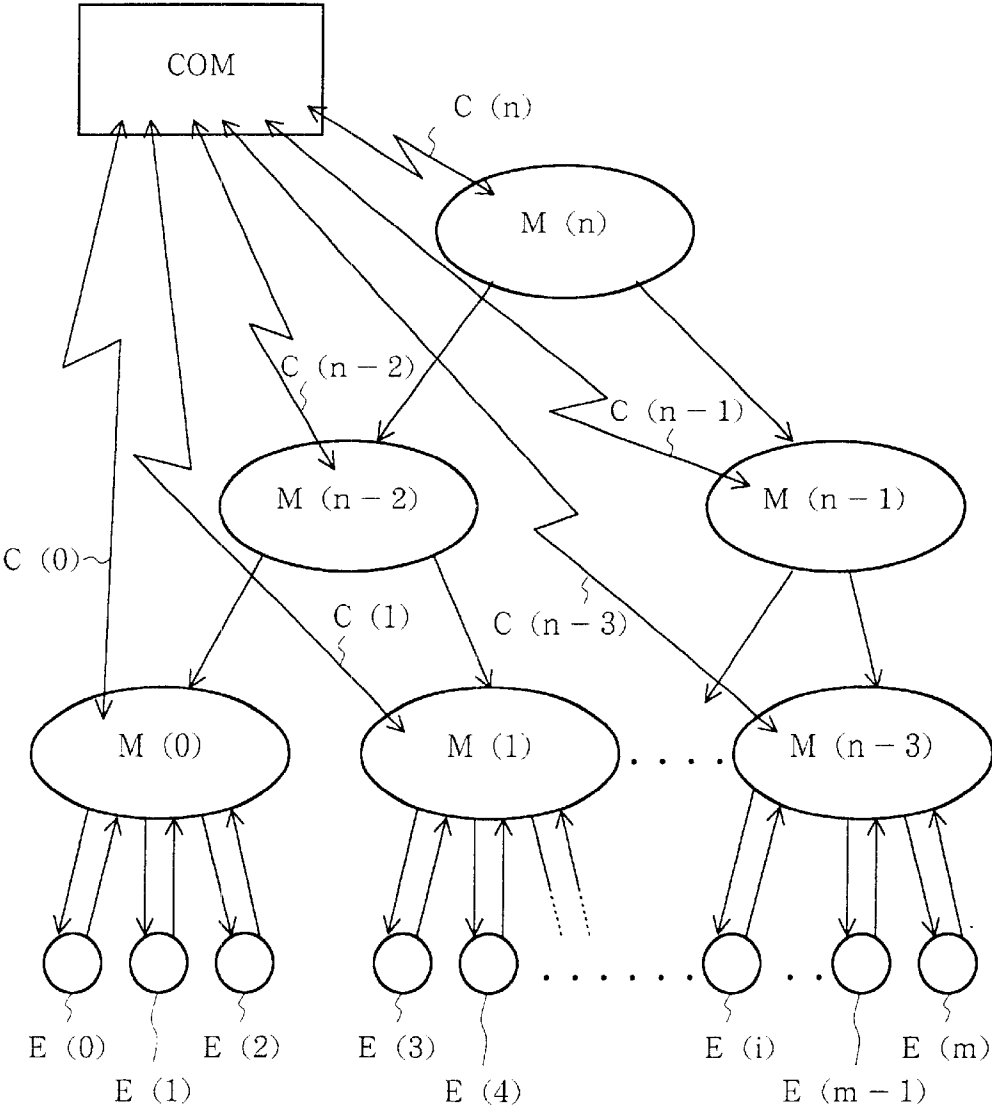 COM
C (n)
M (n)
C (n－2)
C (n－1)
M (n－2)
M (n－1)
C (0)
C (1)
C (n－3)
M (0)
M (1)
M (n－3)
E (0)
E (2)
E (3)
E (i)
E (m)
E (1)
E (4)
E (m－1)